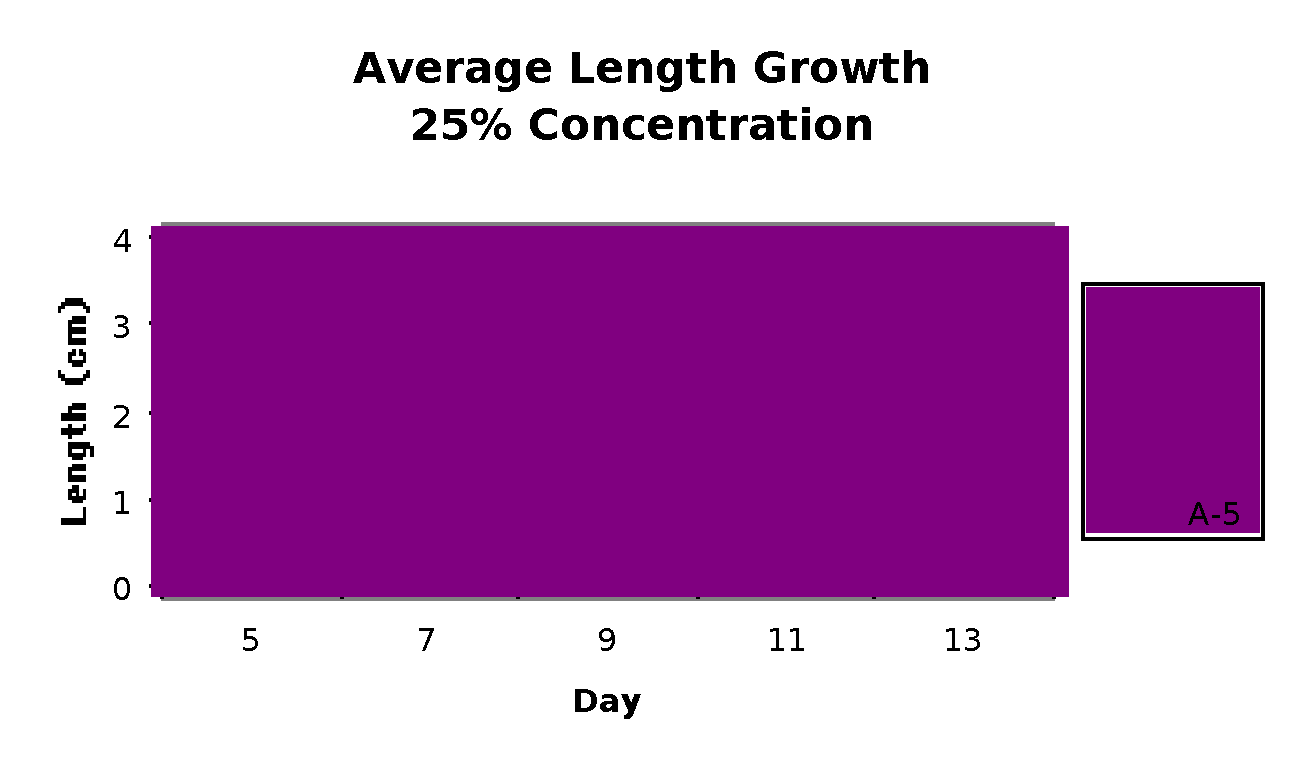 Average Length Growth
25% Concentration
4
3
2
1
0
Length (cm)
A-5
5 7 9 11 13
Day